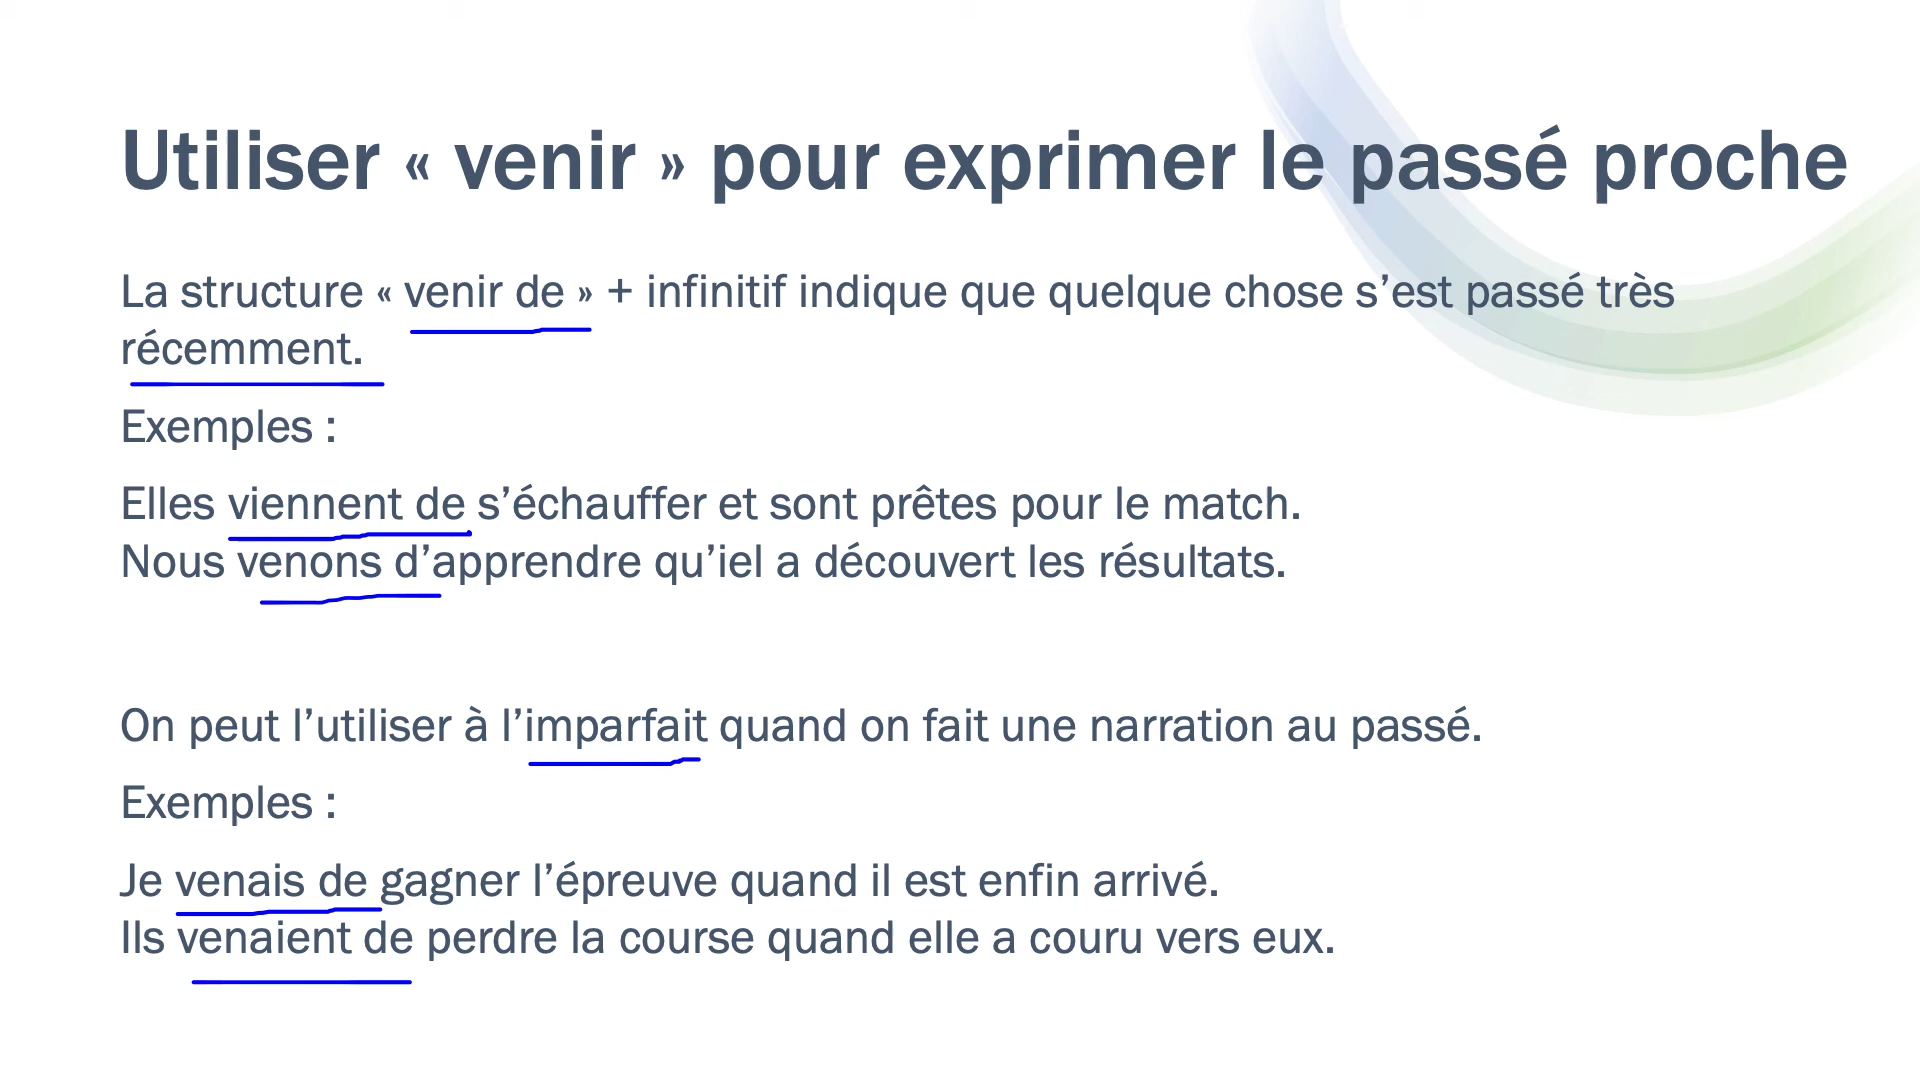 Utiliser « venir » pour exprimer le passé proche
La structure « venir de » + infinitif indique que quelque chose s’est passé très
récemment.
Exemples :
Elles viennent de s’échauffer et sont prêtes pour le match.
Nous venons d’apprendre qu’iel a découvert les résultats.
On peut l’utiliser à l’imparfait quand on fait une narration au passé.
Exemples :
Je venais de gagner l’épreuve quand il est enfin arrivé.
Ils venaient de perdre la course quand elle a couru vers eux.